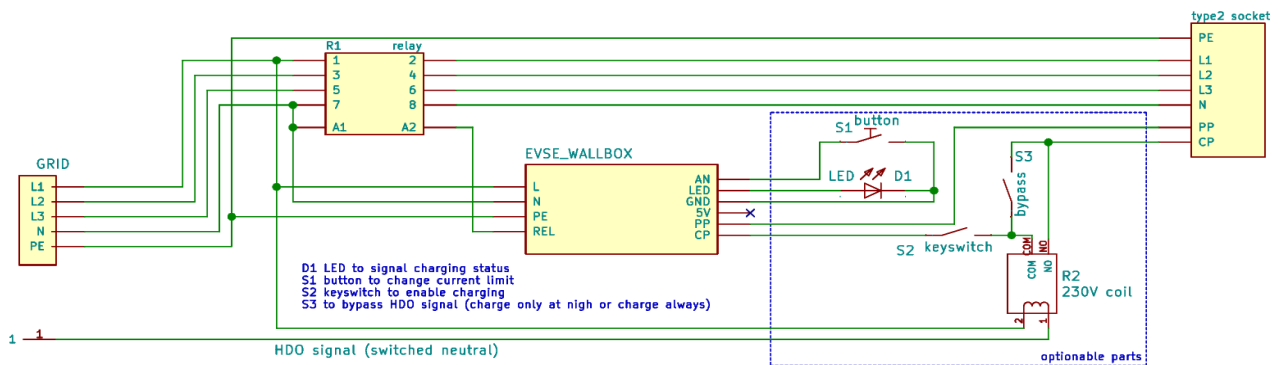 type2 socket
R1 relay
1 2
3 4
5 6
7 8
A1 A2
PE
L1
L2
L3
N
PP
CP
S1 button
LED D1
S3
bypass
GRID
L1
L2
L3
N
PE
EVSE_WALLBOX
L
N
PE
REL
AN
LED
GND
5V
PP
CP
S2 keyswitch
COM NO
COM NO
R2
230V coil
2 1
D1 LED to signal charging status
S1 button to change current limit
S2 keyswitch to enable charging
S3 to bypass HDO signal (charge only at nigh or charge always)
1 1
HDO signal (switched neutral)
optionable parts